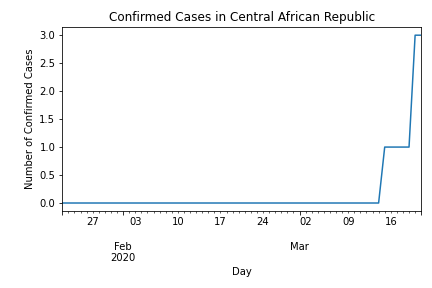 Confirmed Cases in Central African Republic
Number of Confirmed Cases
3.0
2.5
2.0
1.5
1.0
0.5
0.0
27 03 10 17 24 02 09 16
Feb Mar
2020
Day